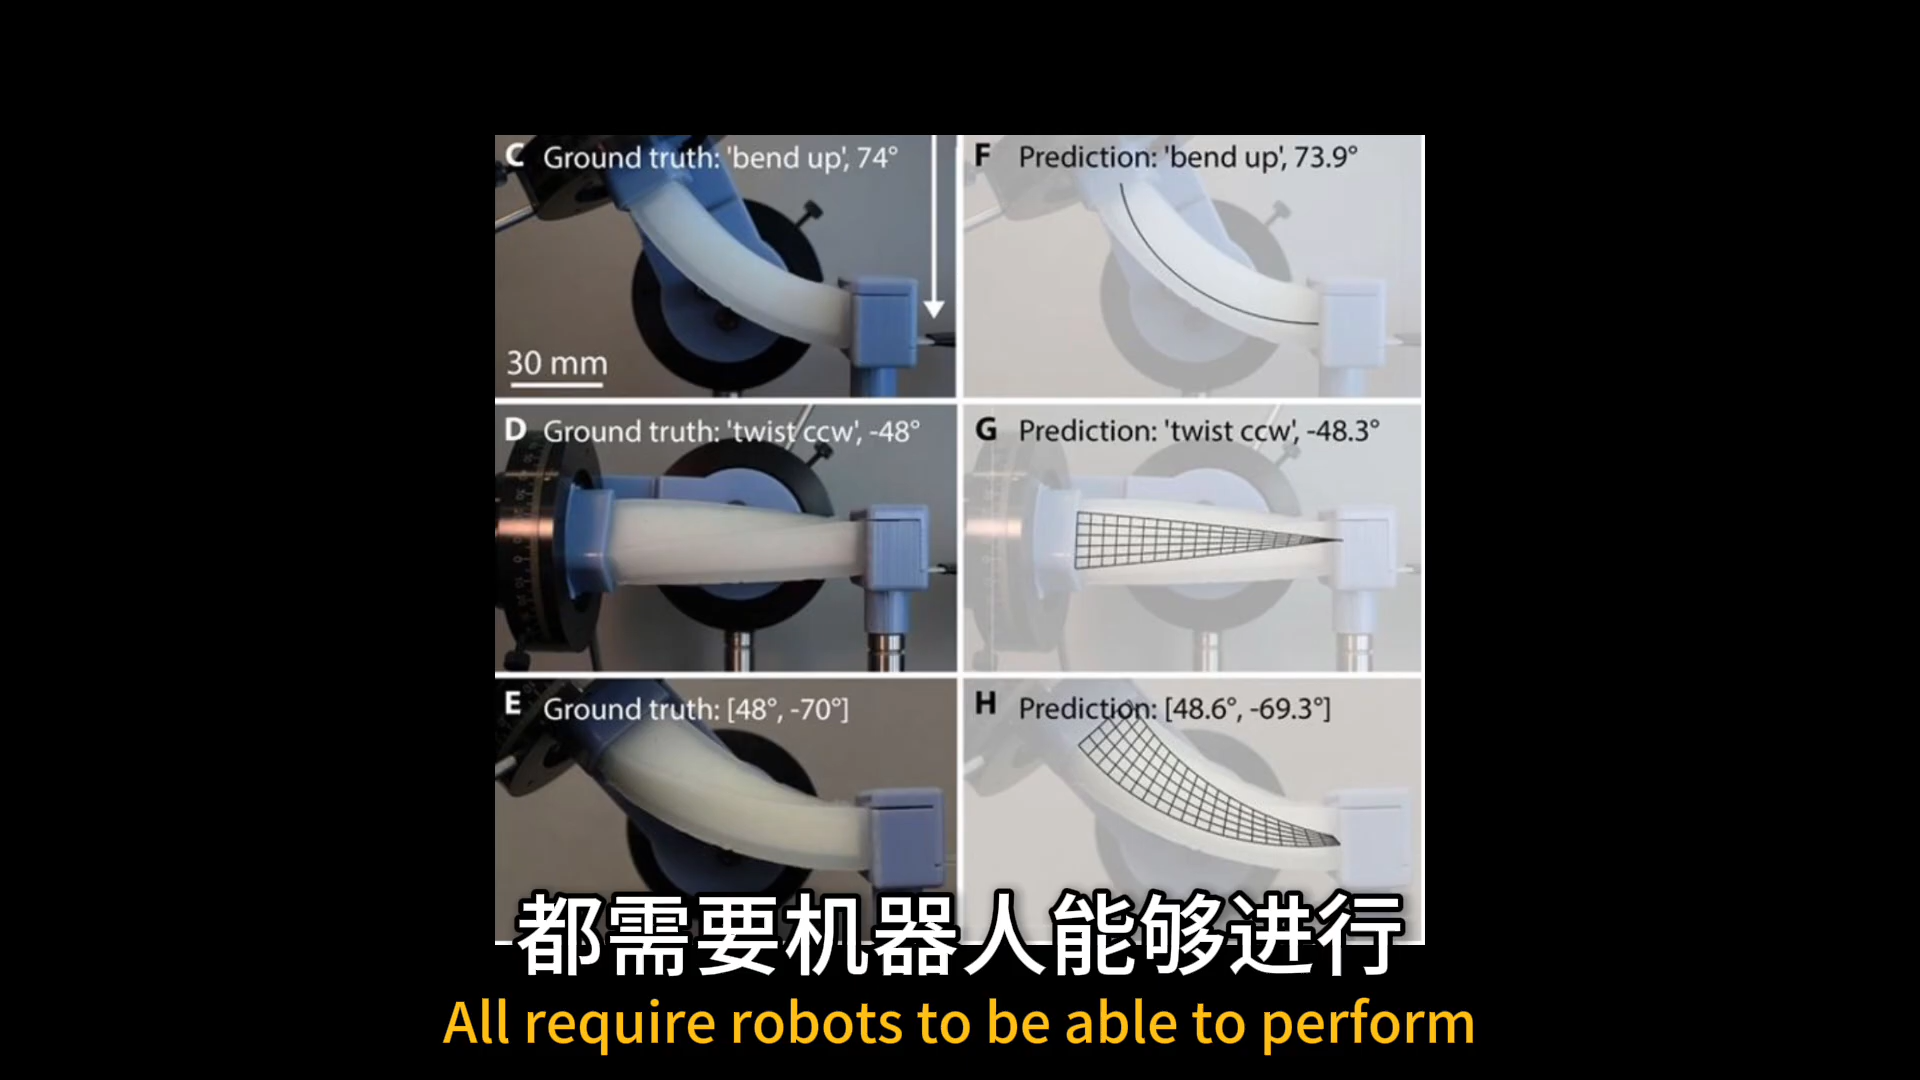 C Ground truth: 'bend up', 74°
F Prediction: 'bend up', 73.9°
30 mm
D Ground truth: 'twist ccw', -48°
G Prediction: 'twist ccw', -48.3°
E Ground truth: [48°, -70°]
H Prediction: [48.6°, -69.3°]
都需要机器人能够进行
All require robots to be able to perform